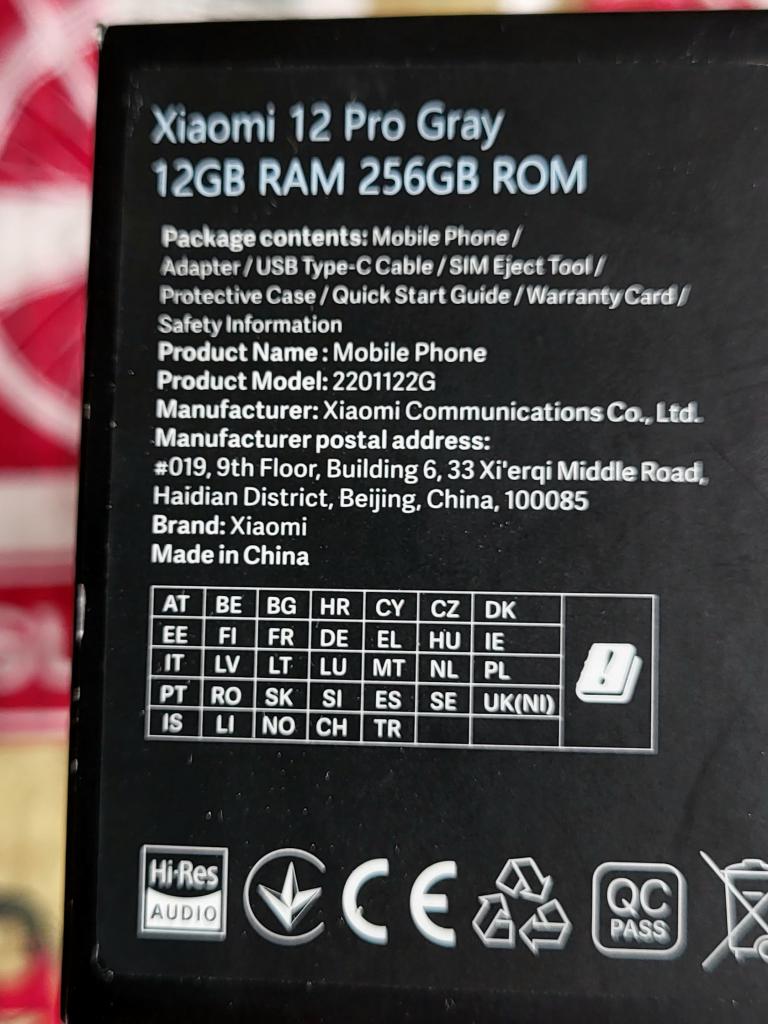 Xiaomi 12 Pro Gray
12GB RAM 256GB ROM
Package contents: Mobile Phone /
Adapter / USB Type-C Cable / SIM Eject Tool /
Protective Case / Quick Start Guide / Warranty Card /
Safety Information
Product Name : Mobile Phone
Product Model: 2201122G
Manufacturer: Xiaomi Communications Co., Ltd.
Manufacturer postal address:
#019, 9th Floor, Building 6, 33 Xi'erqi Middle Road,
Haidian District, Beijing, China, 100085
Brand: Xiaomi
Made in China
AT BE BG HR CY CZ DK
EE FI FR DE EL HU IE
IT LV LT LU MT NL PL
PT RO SK SI ES SE UK(NI)
IS LI NO CH TR
Hi-Res
AUDIO
CE
QC
PASS